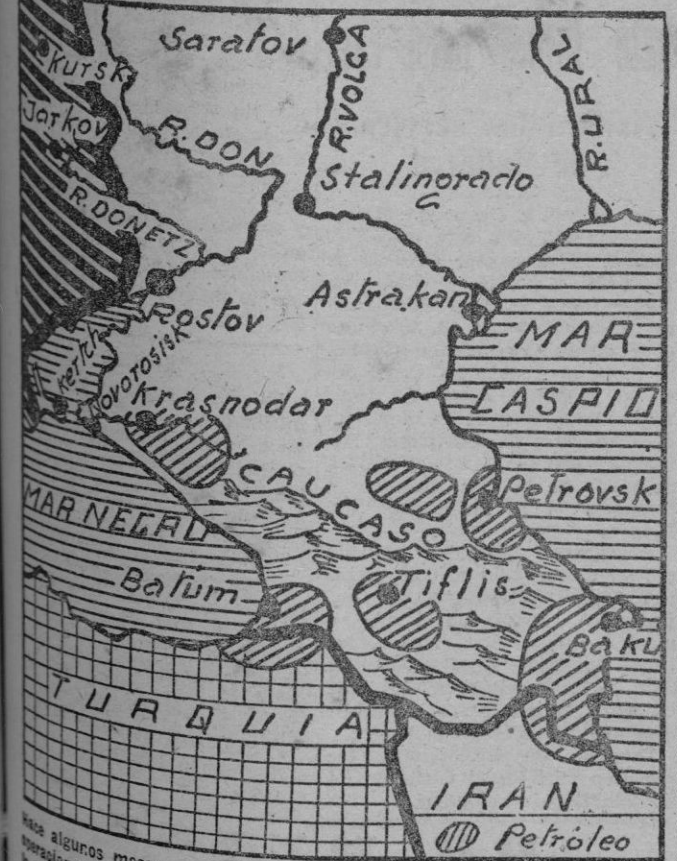 Saratov
R. VOLGA
R. URAL
Kursk
Jarkov
R. DON
Stalingrado
R. DONETZ
Astrakan
Rostov
MAR
Kertch
Novorosisk
CASPIO
Krasnodar
CAUCASO
Petrovsk
MAR NEGRO
Batum
Tiflis
Baku
TURQUIA
IRAN
Petróleo
Hace algunos